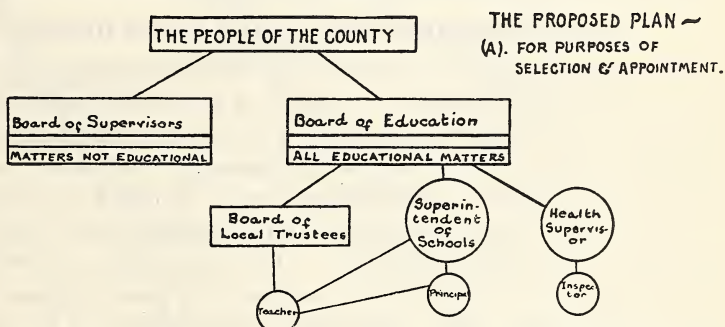 THE PROPOSED PLAN ~
(A). FOR PURPOSES OF
SELECTION & APPOINTMENT.
THE PEOPLE OF THE COUNTY
Board of Supervisors
MATTERS NOT EDUCATIONAL
Board of Education
ALL EDUCATIONAL MATTERS
Board of
Local Trustees
Superin-
tendent
of
Schools
Health
Supervis-
or
Teacher
Principal
Inspec
tor